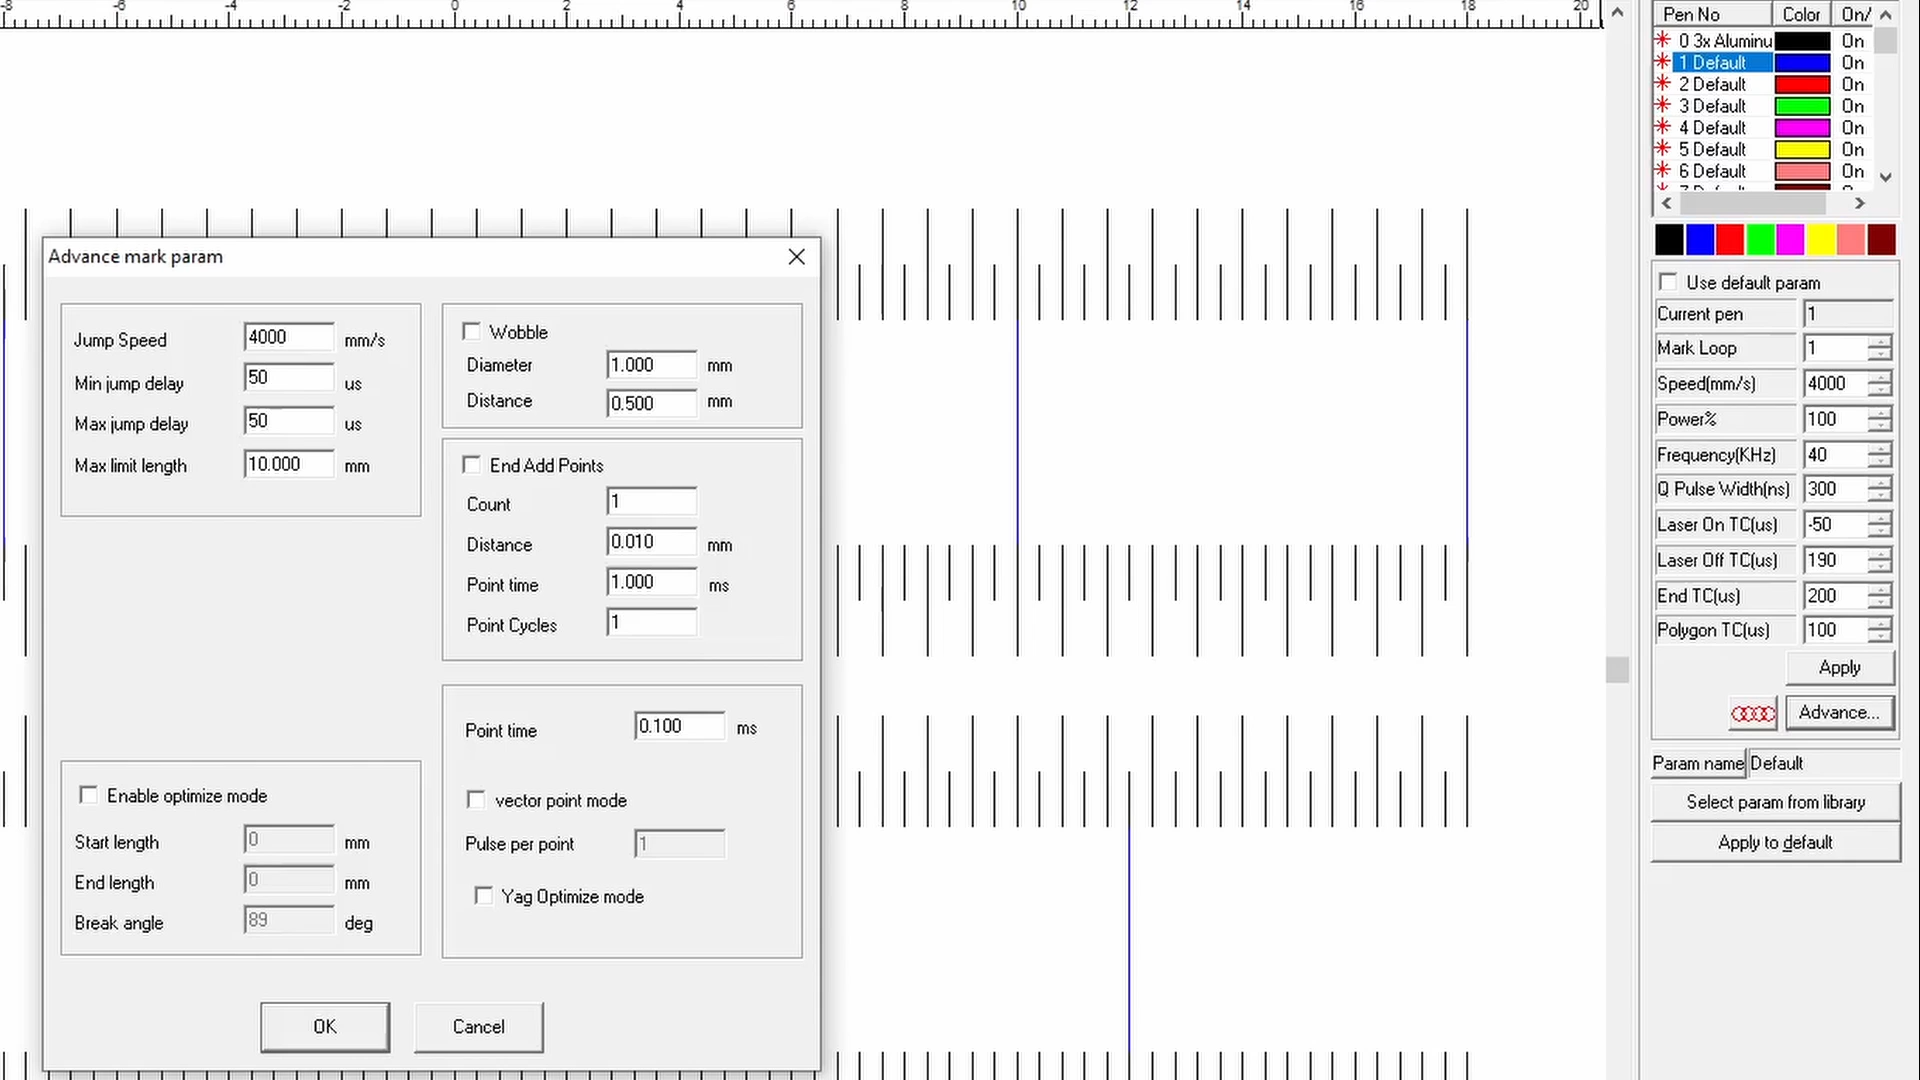 -8 -6 -4 -2 0 2 4 6 8 10 12 14 16 18 20
Pen No Color On/
0 3x Aluminu On
1 Default On
2 Default On
3 Default On
4 Default On
5 Default On
6 Default On
Use default param
Current pen 1
Mark Loop 1
Speed(mm/s) 4000
Power% 100
Frequency(KHz) 40
Q Pulse Width(ns) 300
Laser On TC(us) -50
Laser Off TC(us) 190
End TC(us) 200
Polygon TC(us) 100
Apply
Advance...
Param name Default
Select param from library
Apply to default
Advance mark param
Jump Speed 4000 mm/s
Min jump delay 50 us
Max jump delay 50 us
Max limit length 10.000 mm
Enable optimize mode
Start length 0 mm
End length 0 mm
Break angle 89 deg
Wobble
Diameter 1.000 mm
Distance 0.500 mm
End Add Points
Count 1
Distance 0.010 mm
Point time 1.000 ms
Point Cycles 1
Point time 0.100 ms
vector point mode
Pulse per point 1
Yag Optimize mode
OK Cancel